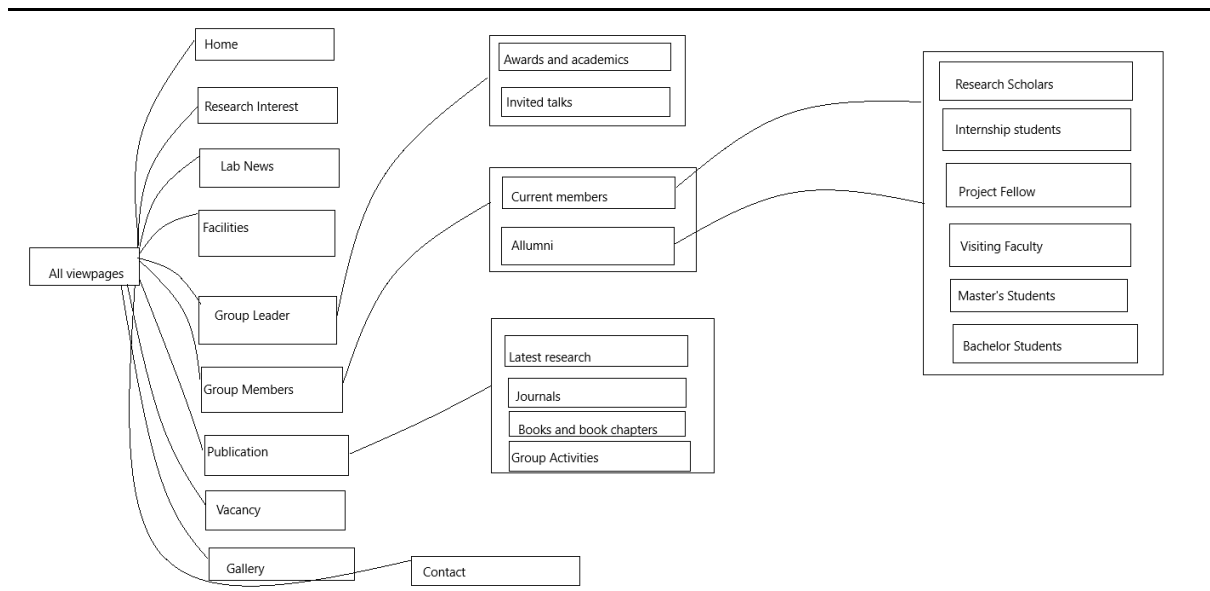 All viewpages
Home
Research Interest
Lab News
Facilities
Group Leader
Group Members
Publication
Vacancy
Gallery
Contact
Awards and academics
Invited talks
Current members
Allumni
Latest research
Journals
Books and book chapters
Group Activities
Research Scholars
Internship students
Project Fellow
Visiting Faculty
Master's Students
Bachelor Students